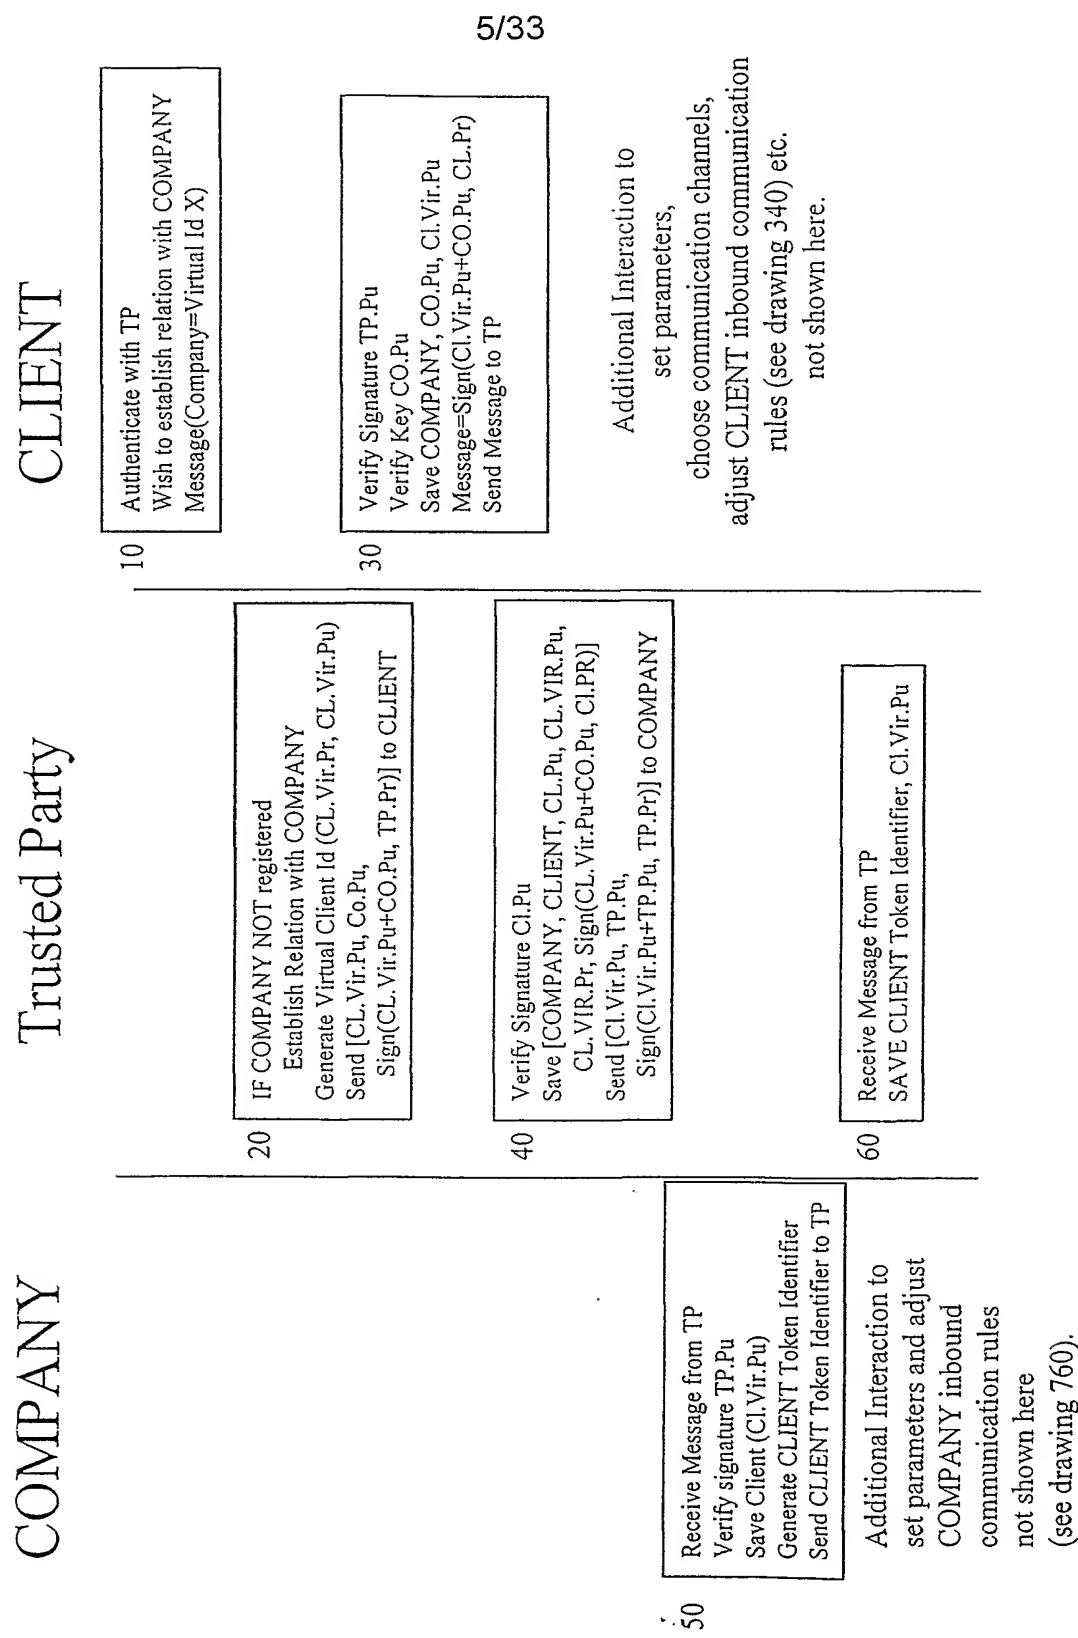 5/33
COMPANY
Trusted Party
CLIENT
10
Authenticate with TP
Wish to establish relation with COMPANY
Message(Company=Virtual Id X)
20
IF COMPANY NOT registered
Establish Relation with COMPANY
Generate Virtual Client Id (CL.Vir.Pr, CL.Vir.Pu)
Send [CL.Vir.Pu, Co.Pu,
Sign(CL.Vir.Pu+CO.Pu, TP.Pr)] to CLIENT
30
Verify Signature TP.Pu
Verify Key CO.Pu
Save COMPANY, CO.Pu, Cl.Vir.Pu
Message=Sign(Cl.Vir.Pu+CO.Pu, CL.Pr)
Send Message to TP
40
Verify Signature Cl.Pu
Save [COMPANY, CLIENT, CL.Pu, CL.VIR.Pu,
CL.VIR.Pr, Sign(CL.Vir.Pu+CO.Pu, Cl.PR)]
Send [Cl.Vir.Pu, TP.Pu,
Sign(Cl.Vir.Pu+TP.Pu, TP.Pr)] to COMPANY
Additional Interaction to
set parameters,
choose communication channels,
adjust CLIENT inbound communication
rules (see drawing 340) etc.
not shown here.
50
Receive Message from TP
Verify signature TP.Pu
Save Client (Cl.Vir.Pu)
Generate CLIENT Token Identifier
Send CLIENT Token Identifier to TP
60
Receive Message from TP
SAVE CLIENT Token Identifier, Cl.Vir.Pu
Additional Interaction to
set parameters and adjust
COMPANY inbound
communication rules
not shown here
(see drawing 760).